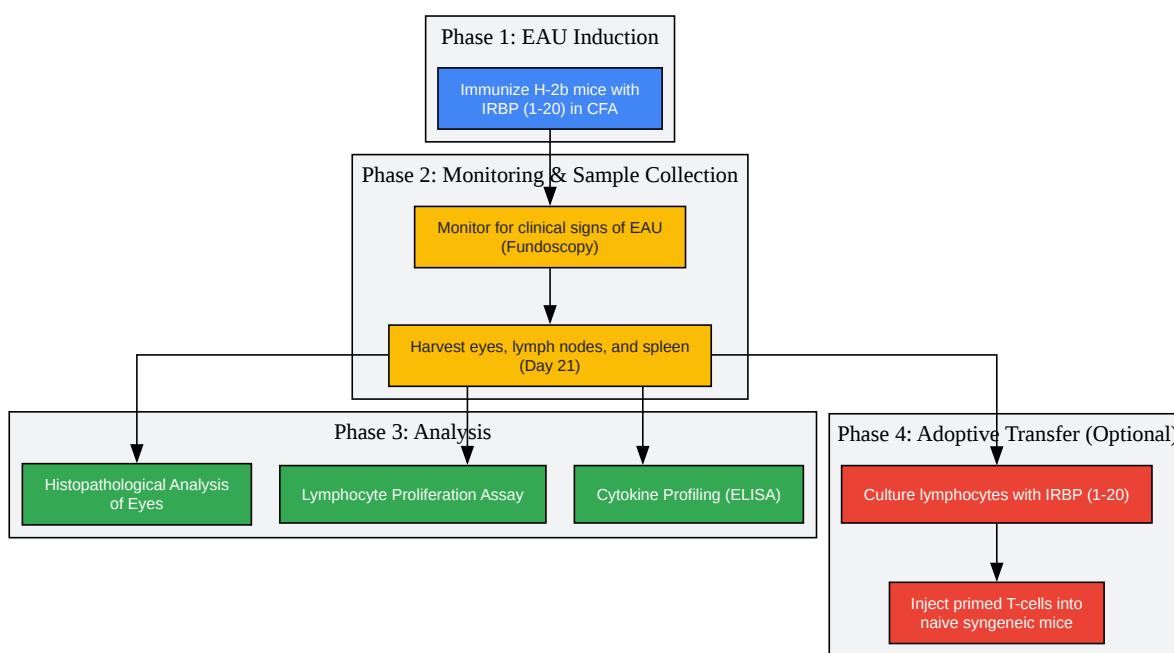 Phase 1: EAU Induction
Immunize H-2b mice with
IRBP (1-20) in CFA
Phase 2: Monitoring & Sample Collection
Monitor for clinical signs of EAU
(Fundoscopy)
Harvest eyes, lymph nodes, and spleen
(Day 21)
Phase 3: Analysis
Histopathological Analysis
of Eyes
Lymphocyte Proliferation Assay
Cytokine Profiling (ELISA)
Phase 4: Adoptive Transfer (Optional)
Culture lymphocytes with IRBP (1-20)
Inject primed T-cells into
naive syngeneic mice